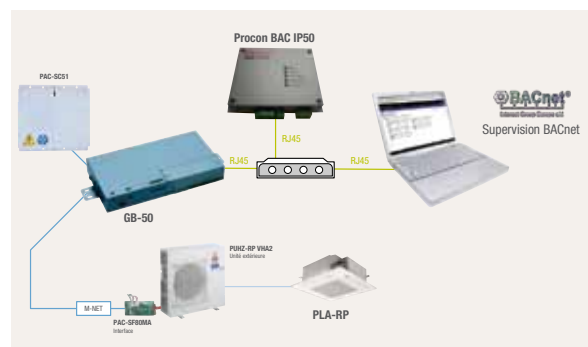 Procon BAC IP50
PAC-SC51
BACnet®
Supervision BACnet
RJ45
RJ45
RJ45
GB-50
PUHZ-RP VHA2
Unité extérieure
M-NET
PAC-SF80MA
Interface
PLA-RP